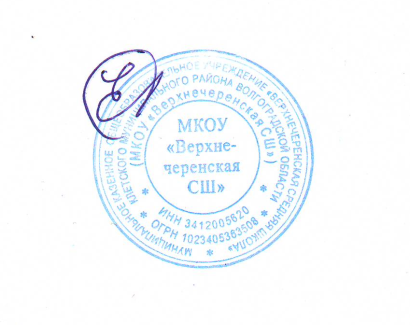 МУНИЦИПАЛЬНОЕ КАЗЕННОЕ ОБЩЕОБРАЗОВАТЕЛЬНОЕ УЧРЕЖДЕНИЕ «ВЕРХНЕЧЕРЕНСКАЯ СРЕДНЯЯ ШКОЛА»
КЛЕТСКОГО МУНИЦИПАЛЬНОГО РАЙОНА ВОЛГОГРАДСКОЙ ОБЛАСТИ
(МКОУ «Верхнечеренская СШ»)
МКОУ
«Верхне-
черенская
СШ»
ИНН 3412005620
ОГРН 1023405363508